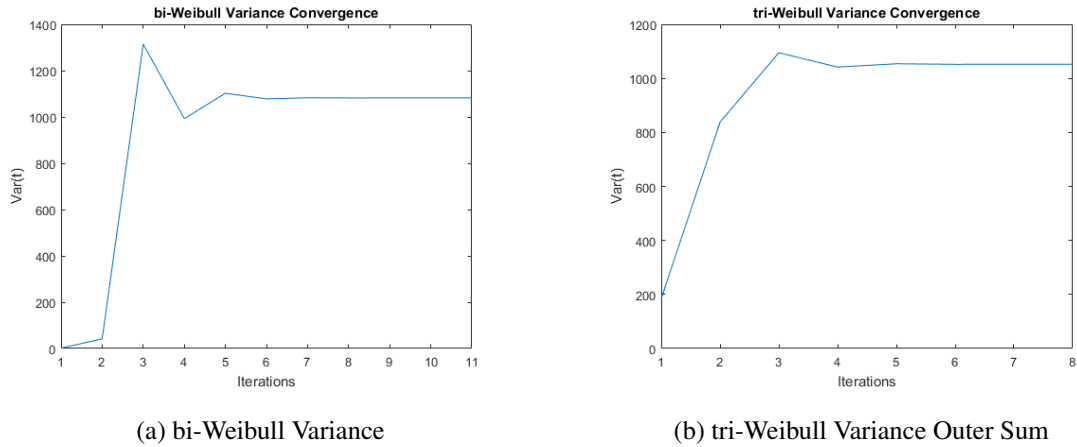 bi-Weibull Variance Convergence
1400
1200
1000
800
600
400
200
0
Var(t)
1 2 3 4 5 6 7 8 9 10 11
Iterations
(a) bi-Weibull Variance
tri-Weibull Variance Convergence
1200
1000
800
600
400
200
0
Var(t)
1 2 3 4 5 6 7 8
Iterations
(b) tri-Weibull Variance Outer Sum